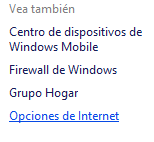 Vea también
Centro de dispositivos de
Windows Mobile
Firewall de Windows
Grupo Hogar
Opciones de Internet